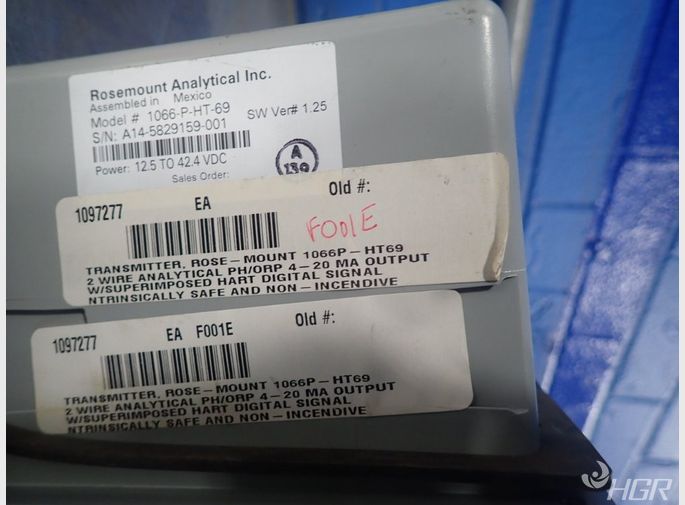 Rosemount Analytical Inc.
Assembled in Mexico
Model # 1066-P-HT-69
S/N: A14-5829159-001
SW Ver# 1.25
Power: 12.5 TO 42.4 VDC
Sales Order:
A
139
1097277 EA Old #:
F001E
TRANSMITTER, ROSE-MOUNT 1066P-HT69
2 WIRE ANALYTICAL PH/ORP 4-20 MA OUTPUT
W/SUPERIMPOSED HART DIGITAL SIGNAL
NTRINSICALLY SAFE AND NON-INCENDIVE
1097277 EA F001E Old #:
TRANSMITTER, ROSE-MOUNT 1066P-HT69
2 WIRE ANALYTICAL PH/ORP 4-20 MA OUTPUT
W/SUPERIMPOSED HART DIGITAL SIGNAL
NTRINSICALLY SAFE AND NON-INCENDIVE
HGR